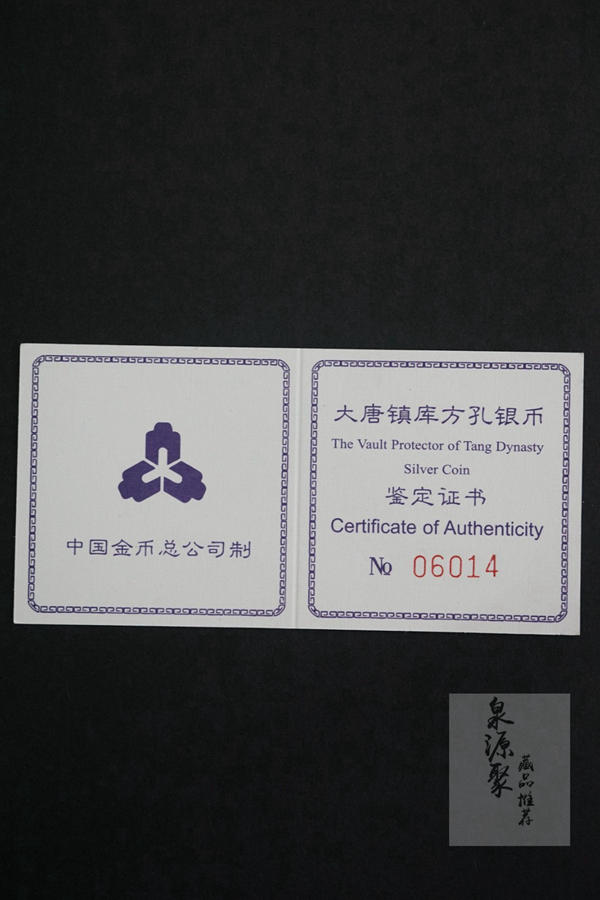 中国金币总公司制
大唐镇库方孔银币
The Vault Protector of Tang Dynasty
Silver Coin
鉴定证书
Certificate of Authenticity
№ 06014
泉源聚
藏品推荐